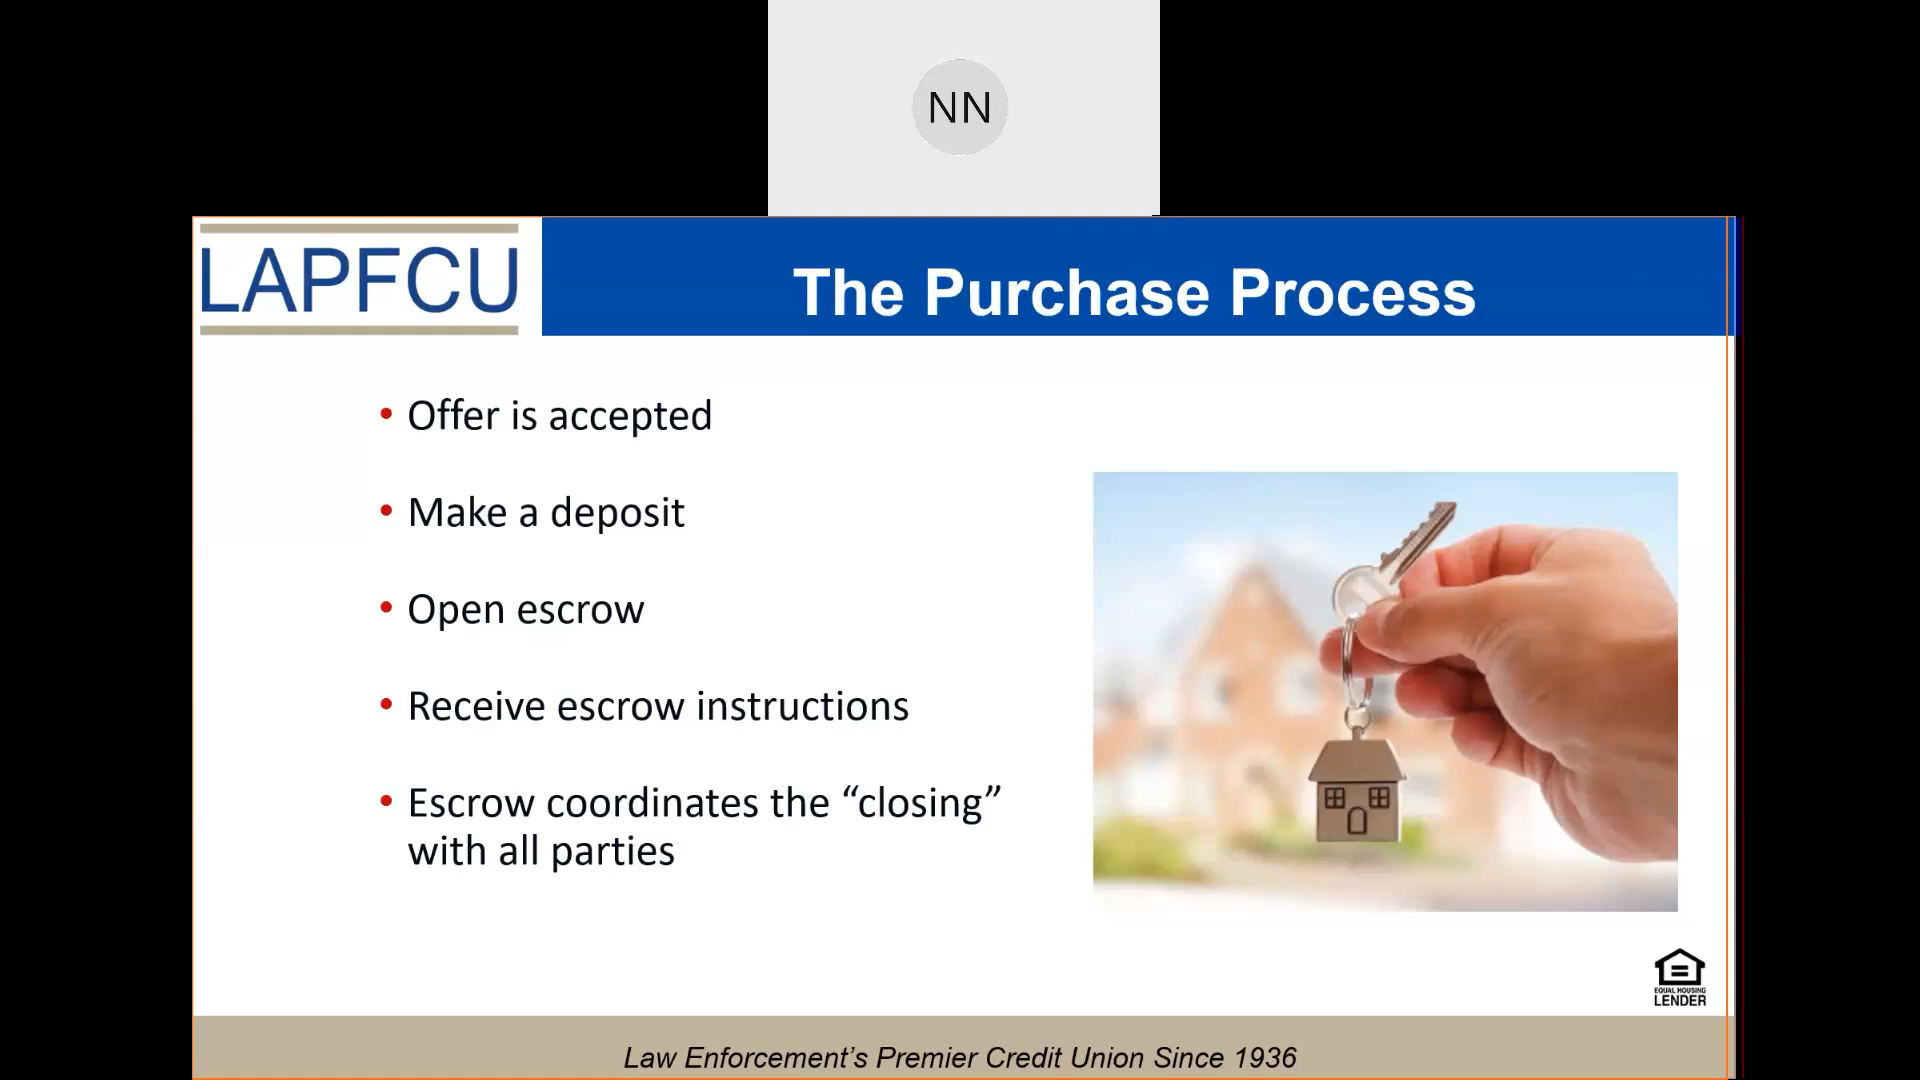 NN
LAPFCU
The Purchase Process
• Offer is accepted
• Make a deposit
• Open escrow
• Receive escrow instructions
• Escrow coordinates the “closing”
with all parties
EQUAL HOUSING
LENDER
Law Enforcement’s Premier Credit Union Since 1936